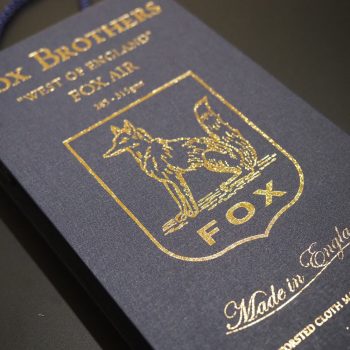 OX BROTHERS
"WEST OF ENGLAND"
FOX AIR
FOX
Made in Engla
ORSTED CLOTH M